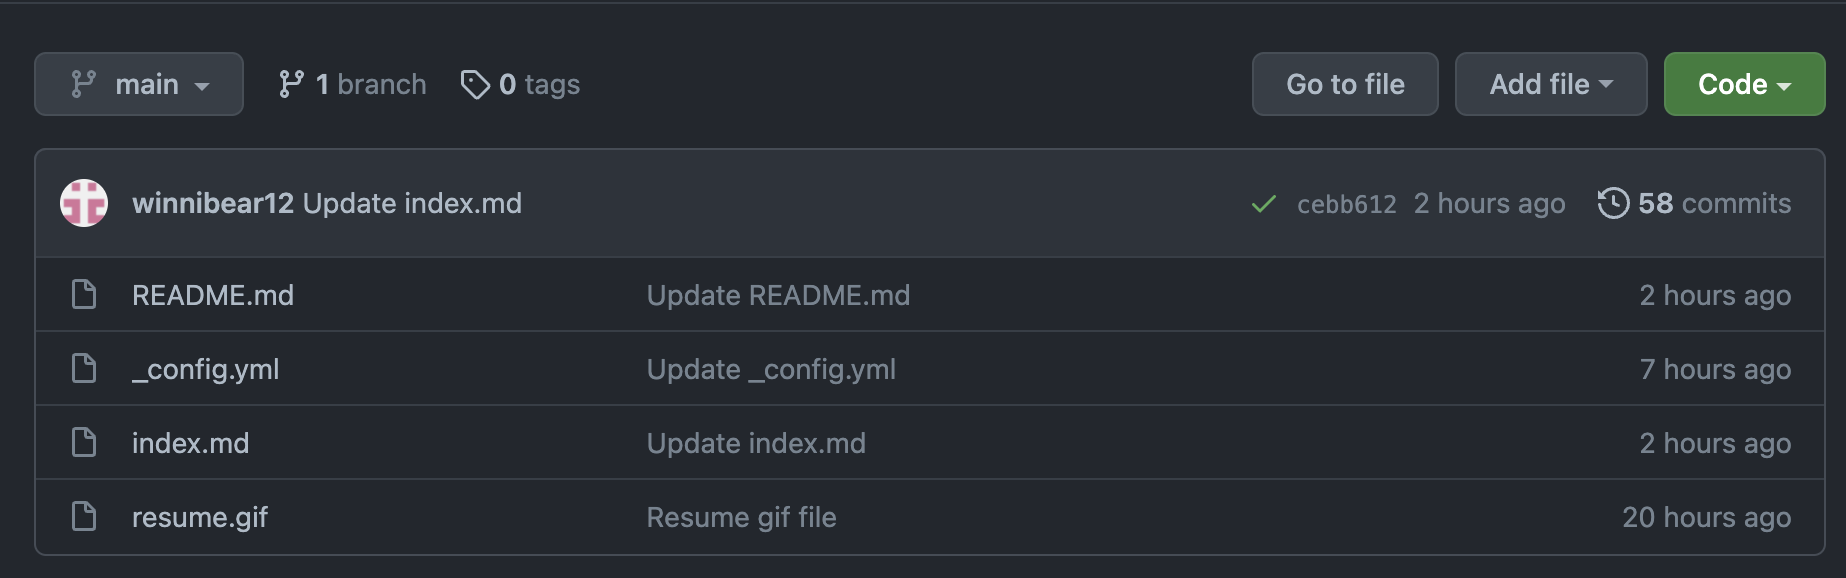 main 1 branch 0 tags Go to file Add file Code
winnibear12 Update index.md cebb612 2 hours ago 58 commits
README.md Update README.md 2 hours ago
_config.yml Update _config.yml 7 hours ago
index.md Update index.md 2 hours ago
resume.gif Resume gif file 20 hours ago